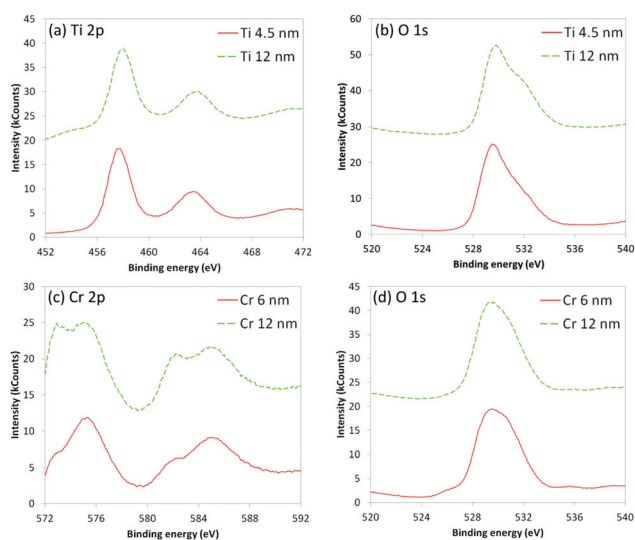 (a) Ti 2p
Ti 4.5 nm
Ti 12 nm
Intensity (kCounts)
45
40
35
30
25
20
15
10
5
0
452 456 460 464 468 472
Binding energy (eV)
(b) O 1s
Ti 4.5 nm
Ti 12 nm
Intensity (kCounts)
60
50
40
30
20
10
0
520 524 528 532 536 540
Binding energy (eV)
(c) Cr 2p
Cr 6 nm
Cr 12 nm
Intensity (kCounts)
30
25
20
15
10
5
0
572 576 580 584 588 592
Binding energy (eV)
(d) O 1s
Cr 6 nm
Cr 12 nm
Intensity (kCounts)
45
40
35
30
25
20
15
10
5
0
520 524 528 532 536 540
Binding energy (eV)